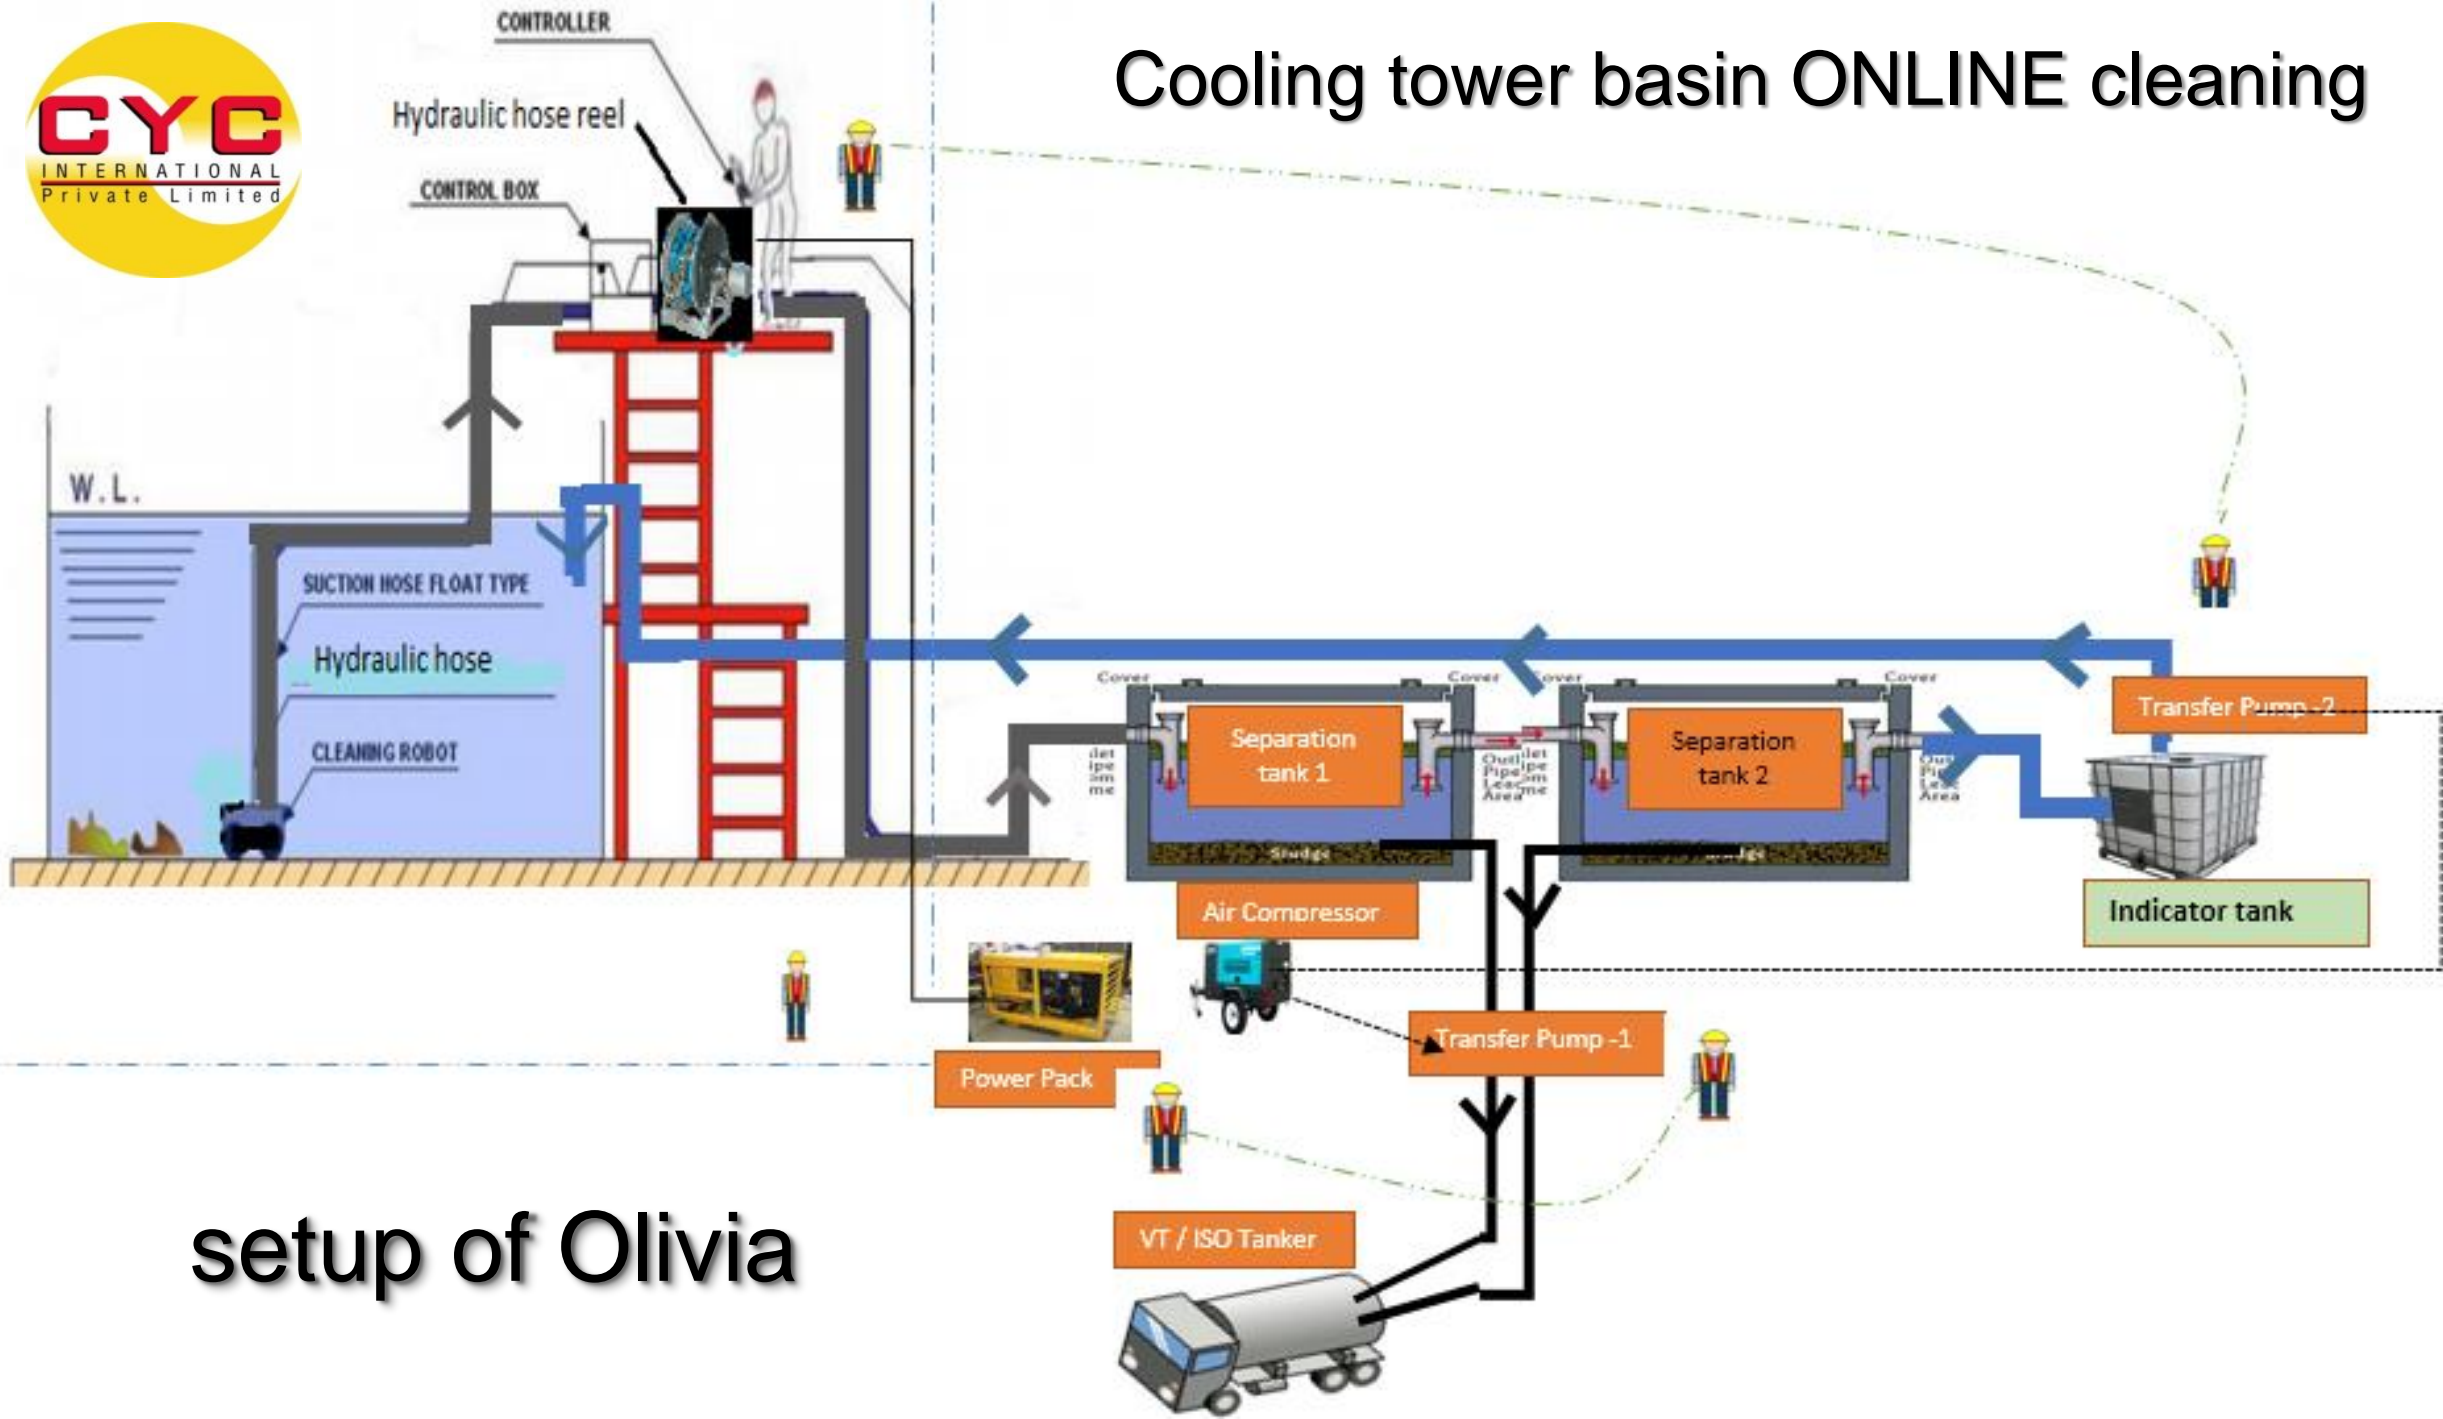 CYC
INTERNATIONAL
Private Limited
CONTROLLER
Hydraulic hose reel
CONTROL BOX
Cooling tower basin ONLINE cleaning
W.L.
SUCTION HOSE FLOAT TYPE
Hydraulic hose
CLEANING ROBOT
Cover
Cover
Cover
Cover
Separation
tank 1
Separation
tank 2
Transfer Pump -2
Sludge
Air Compressor
Indicator tank
Transfer Pump -1
Power Pack
VT / ISO Tanker
setup of Olivia